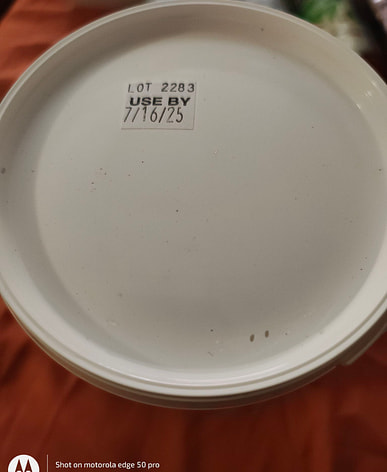 LOT 2283
USE BY
7/16/25
Shot on motorola edge 50 pro